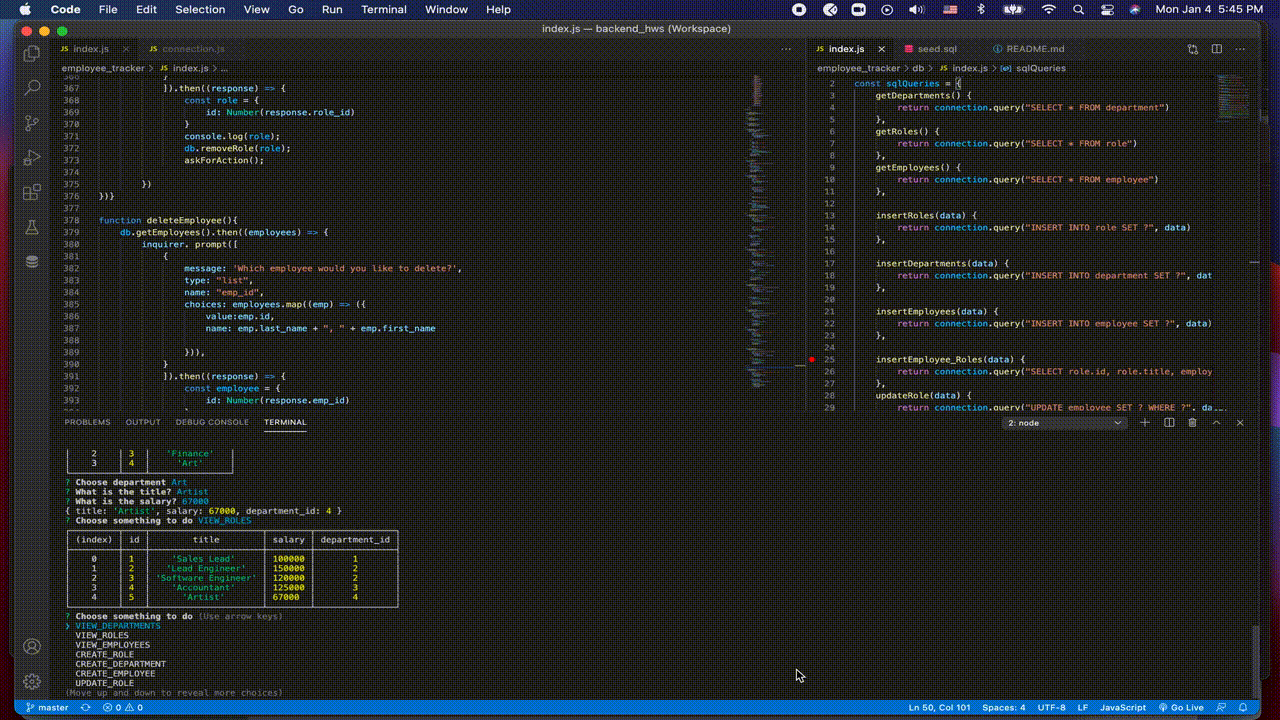 Code File Edit Selection View Go Run Terminal Window Help Mon Jan 4 5:45 PM
index.js — backend_hws (Workspace)
JS index.js × JS connection.js ···
employee_tracker > JS index.js > ...
366 }
367 ]).then((response) => {
368 const role = {
369 id: Number(response.role_id)
370 }
371 console.log(role);
372 db.removeRole(role);
373 askForAction();
374
375 })
376 })}
377
378 function deleteEmployee(){
379 db.getEmployees().then((employees) => {
380 inquirer. prompt([
381 {
382 message: 'Which employee would you like to delete?',
383 type: "list",
384 name: "emp_id",
385 choices: employees.map((emp) => ({
386 value:emp.id,
387 name: emp.last_name + ", " + emp.first_name
388
389 })),
390 }
391 ]).then((response) => {
392 const employee = {
393 id: Number(response.emp_id)
JS index.js × seed.sql README.md ···
employee_tracker > db > JS index.js > sqlQueries
2 const sqlQueries = {
3 getDepartments() {
4 return connection.query("SELECT * FROM department")
5 },
6 getRoles() {
7 return connection.query("SELECT * FROM role")
8 },
9 getEmployees() {
10 return connection.query("SELECT * FROM employee")
11 },
12
13 insertRoles(data) {
14 return connection.query("INSERT INTO role SET ?", data)
15 },
16
17 insertDepartments(data) {
18 return connection.query("INSERT INTO department SET ?", dat
19 },
20
21 insertEmployees(data) {
22 return connection.query("INSERT INTO employee SET ?", data)
23 },
24
25 insertEmployee_Roles(data) {
26 return connection.query("SELECT role.id, role.title, employ
27 },
28 updateRole(data) {
29 return connection.query("UPDATE employee SET ? WHERE ?", da...
PROBLEMS OUTPUT DEBUG CONSOLE TERMINAL 2: node
2 3 'Finance'
3 4 'Art'
? Choose department Art
? What is the title? Artist
? What is the salary? 67000
{ title: 'Artist', salary: 67000, department_id: 4 }
? Choose something to do VIEW_ROLES
(index) id title salary department_id
0 1 'Sales Lead' 100000 1
1 2 'Lead Engineer' 150000 2
2 3 'Software Engineer' 120000 2
3 4 'Accountant' 125000 3
4 5 'Artist' 67000 4
? Choose something to do (Use arrow keys)
❯ VIEW_DEPARTMENTS
VIEW_ROLES
VIEW_EMPLOYEES
CREATE_ROLE
CREATE_DEPARTMENT
CREATE_EMPLOYEE
UPDATE_ROLE
(Move up and down to reveal more choices)
master 0 0 Ln 50, Col 101 Spaces: 4 UTF-8 LF JavaScript Go Live